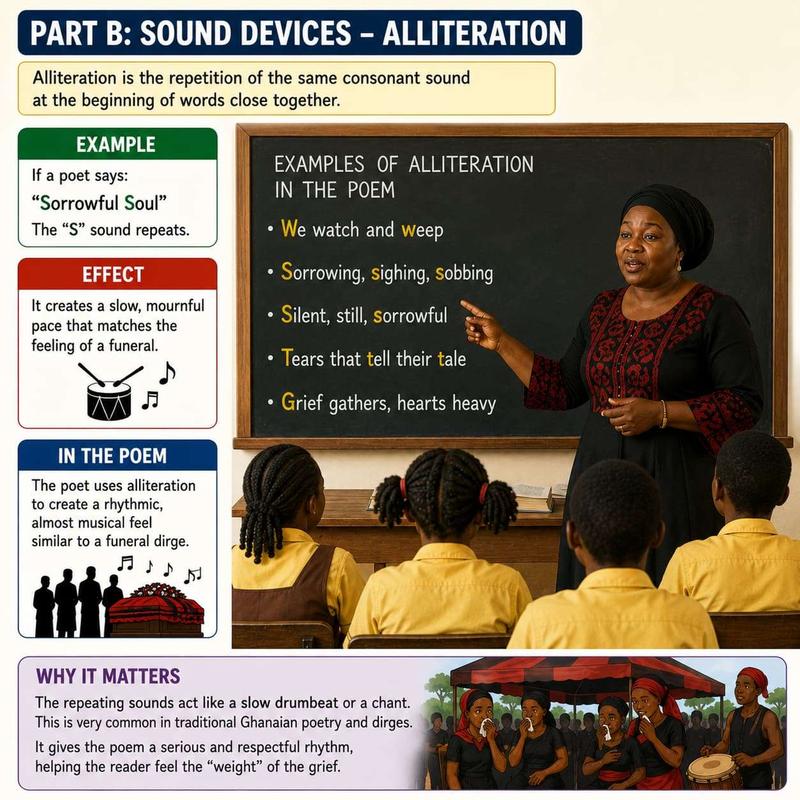 PART B: SOUND DEVICES – ALLITERATION
Alliteration is the repetition of the same consonant sound
at the beginning of words close together.
EXAMPLE
If a poet says:
“Sorrowful Soul”
The “S” sound repeats.
EFFECT
It creates a slow, mournful
pace that matches the
feeling of a funeral.
IN THE POEM
The poet uses alliteration
to create a rhythmic,
almost musical feel
similar to a funeral dirge.
EXAMPLES OF ALLITERATION
IN THE POEM
• We watch and weep
• Sorrowing, sighing, sobbing
• Silent, still, sorrowful
• Tears that tell their tale
• Grief gathers, hearts heavy
WHY IT MATTERS
The repeating sounds act like a slow drumbeat or a chant.
This is very common in traditional Ghanaian poetry and dirges.
It gives the poem a serious and respectful rhythm,
helping the reader feel the “weight” of the grief.